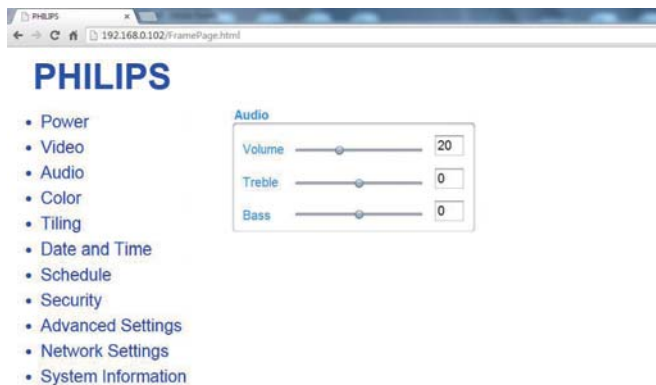 PHILIPS
192.168.0.102/FramePage.html
PHILIPS
• Power
• Video
• Audio
• Color
• Tiling
• Date and Time
• Schedule
• Security
• Advanced Settings
• Network Settings
• System Information
Audio
Volume 20
Treble 0
Bass 0